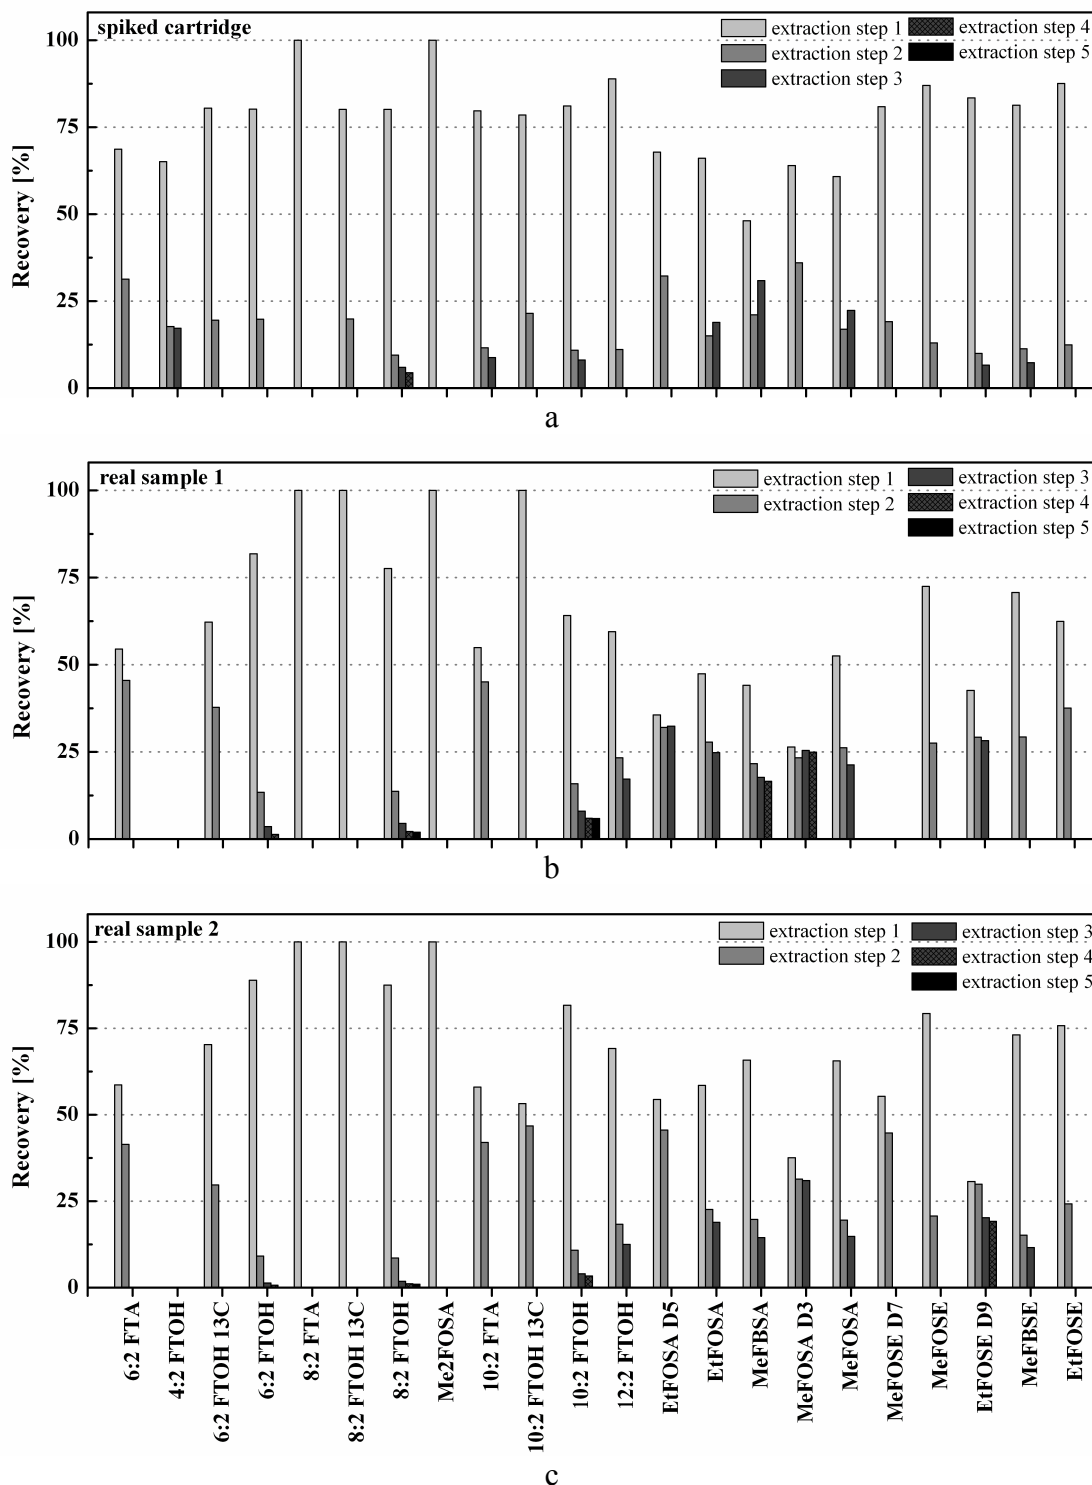 spiked cartridge
extraction step 1
extraction step 2
extraction step 3
extraction step 4
extraction step 5
Recovery [%]
100
75
50
25
0
a
real sample 1
extraction step 1
extraction step 2
extraction step 3
extraction step 4
extraction step 5
Recovery [%]
100
75
50
25
0
b
real sample 2
extraction step 1
extraction step 2
extraction step 3
extraction step 4
extraction step 5
Recovery [%]
100
75
50
25
0
6:2 FTA
4:2 FTOH
6:2 FTOH 13C
6:2 FTOH
8:2 FTA
8:2 FTOH 13C
8:2 FTOH
Me2FOSA
10:2 FTA
10:2 FTOH 13C
10:2 FTOH
12:2 FTOH
EtFOSA D5
EtFOSA
MeFBSA
MeFOSA D3
MeFOSA
MeFOSE D7
MeFOSE
EtFOSE D9
MeFBSE
EtFOSE
c